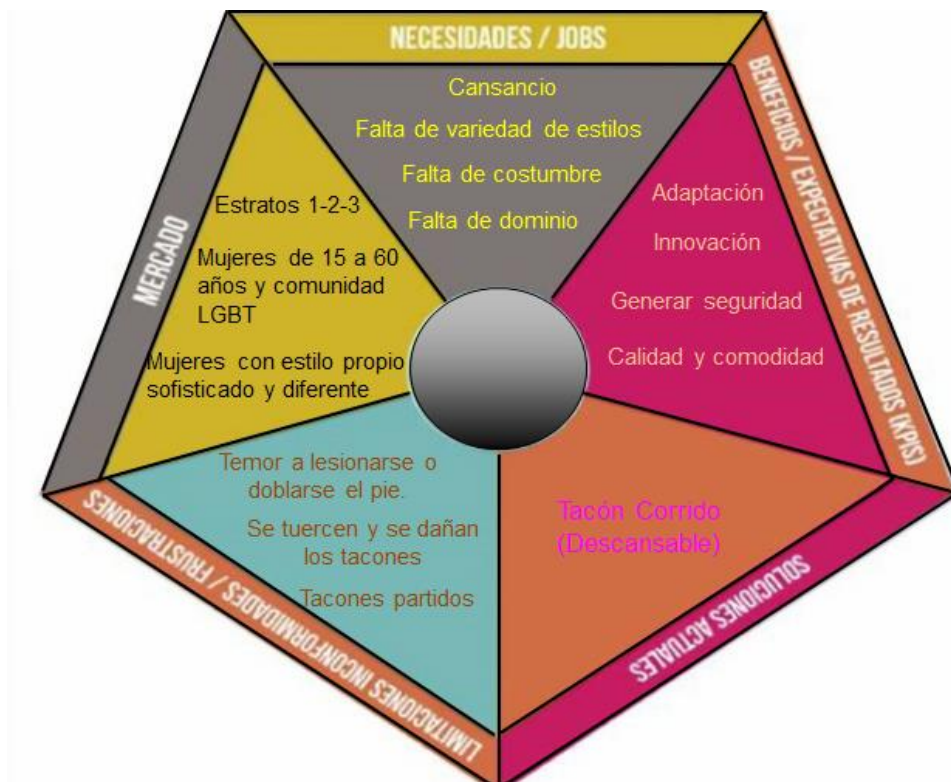 NECESIDADES / JOBS
Cansancio
Falta de variedad de estilos
Falta de costumbre
Falta de dominio
BENEFICIOS / EXPECTATIVAS DE RESULTADOS (KPIS)
Adaptación
Innovación
Generar seguridad
Calidad y comodidad
SOLUCIONES ACTUALES
Tacón Corrido
(Descansable)
LIMITACIONES INCONFORMIDADES / FRUSTRACIONES
Temor a lesionarse o
doblarse el pie.
Se tuercen y se dañan
los tacones
Tacones partidos
MERCADO
Estratos 1-2-3
Mujeres de 15 a 60
años y comunidad
LGBT
Mujeres con estilo propio
sofisticado y diferente